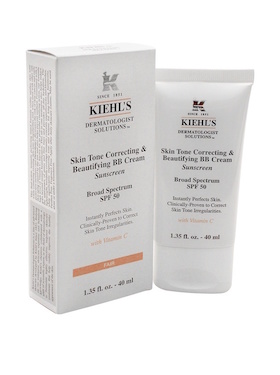 SINCE 1851
KIEHL'S
DERMATOLOGIST
SOLUTIONS™
Skin Tone Correcting &
Beautifying BB Cream
Sunscreen
Broad Spectrum
SPF 50
Instantly Perfects Skin
Clinically-Proven to Correct
Skin Tone Irregularities
with Vitamin C
1.35 fl. oz. - 40 ml
SINCE 1851
KIEHL'S
DERMATOLOGIST
SOLUTIONS™
Skin Tone Correcting &
Beautifying BB Cream
Sunscreen
Broad Spectrum
SPF 50
Instantly Perfects Skin
Clinically-Proven to Correct
Skin Tone Irregularities
with Vitamin C
1.35 fl. oz. - 40 ml